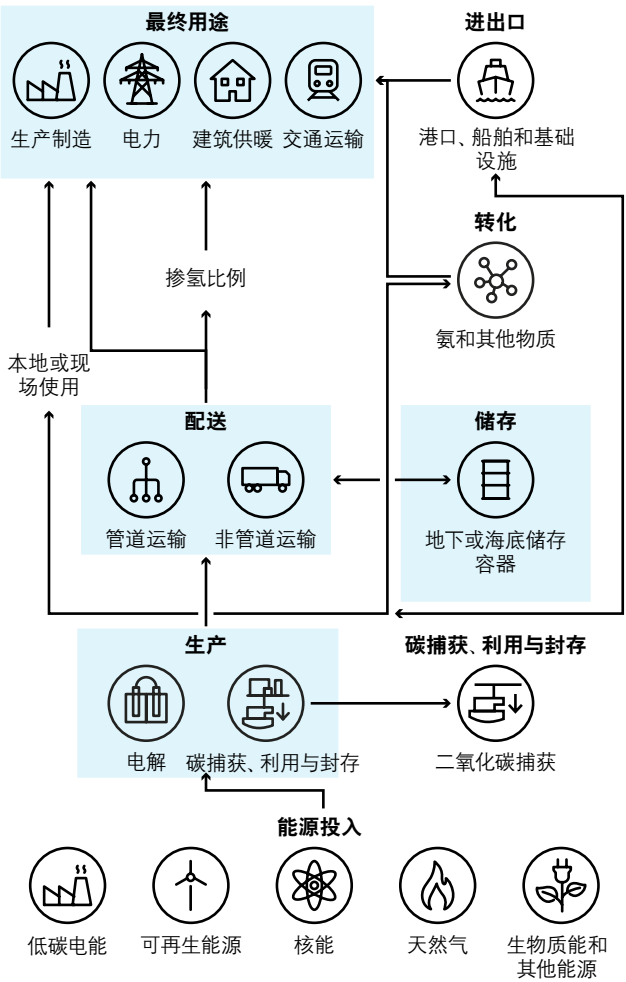 最终用途
生产制造
电力
建筑供暖
交通运输
进出口
港口、船舶和基础
设施
转化
氨和其他物质
掺氢比例
本地或现
场使用
配送
管道运输
非管道运输
储存
地下或海底储存
容器
生产
电解
碳捕获、利用与封存
碳捕获、利用与封存
二氧化碳捕获
能源投入
低碳电能
可再生能源
核能
天然气
生物质能和
其他能源